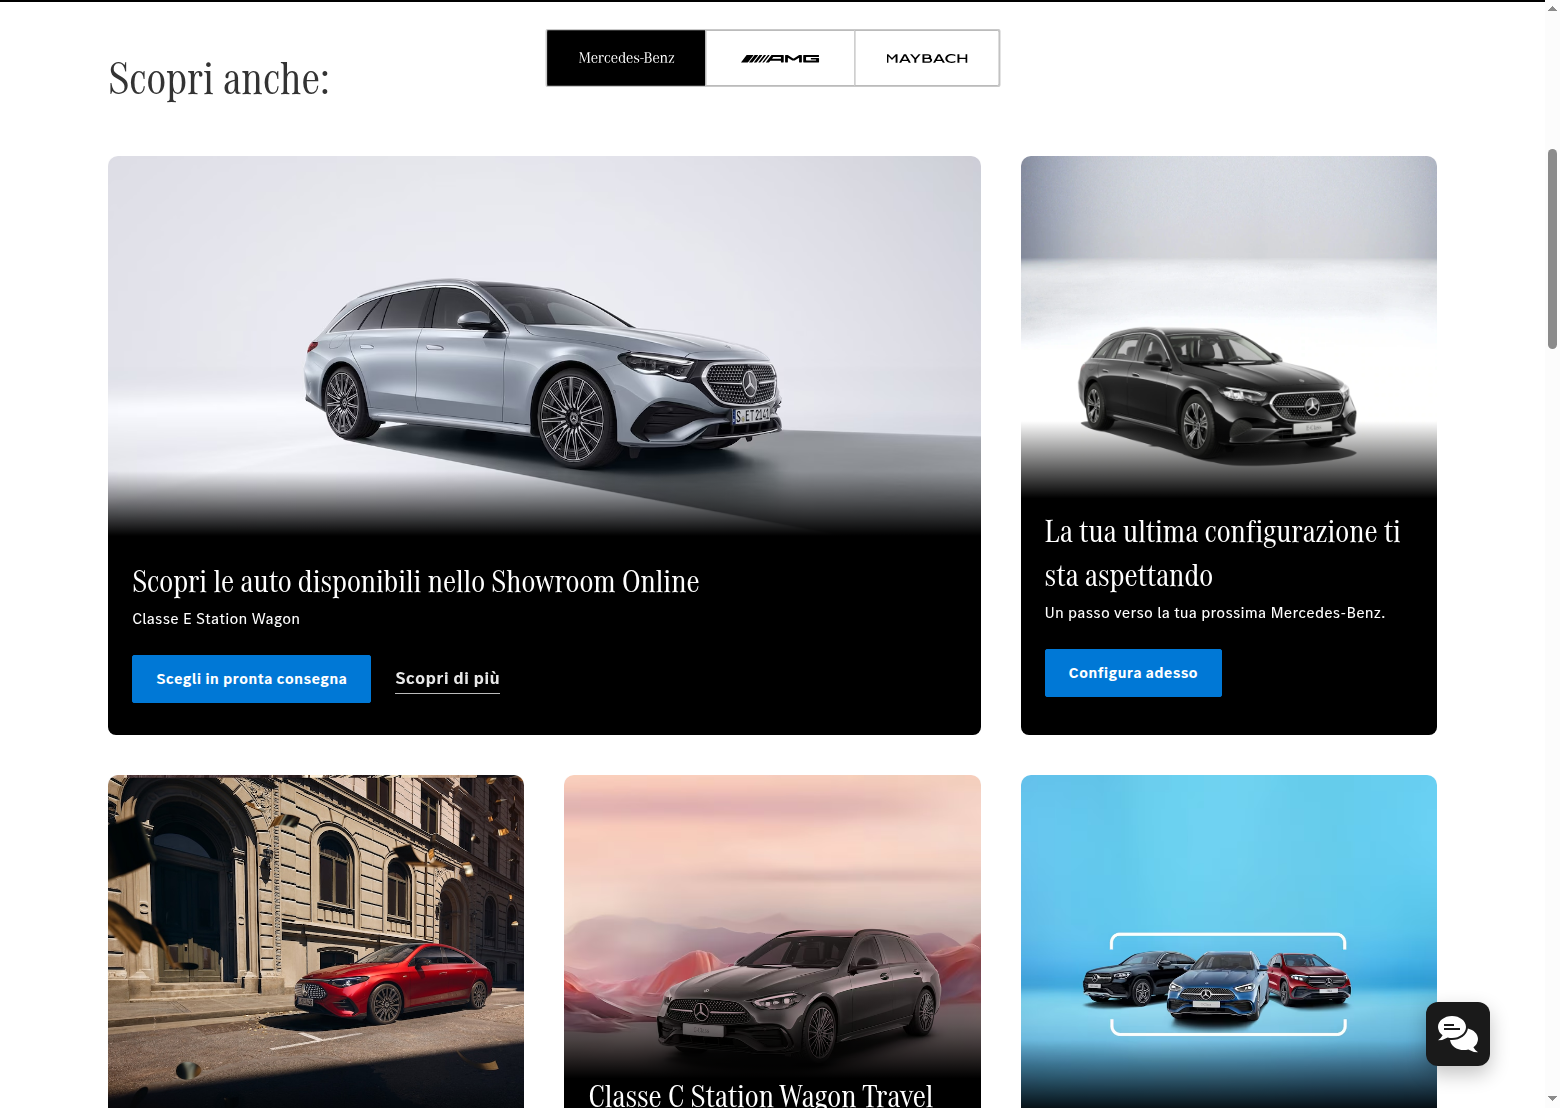 Scopri anche:
Mercedes-Benz
AMG
MAYBACH
S ET2141
Scopri le auto disponibili nello Showroom Online
Classe E Station Wagon
Scegli in pronta consegna
Scopri di più
La tua ultima configurazione ti
sta aspettando
Un passo verso la tua prossima Mercedes-Benz.
Configura adesso
Classe C Station Wagon Travel